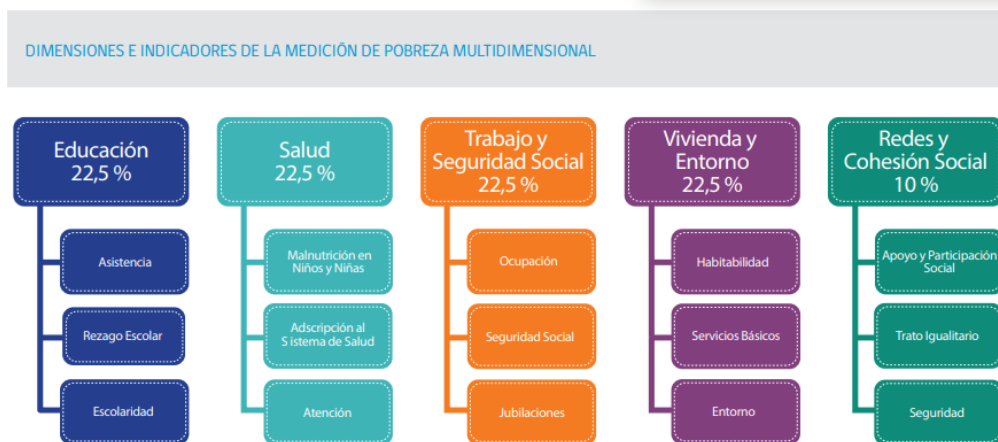 DIMENSIONES E INDICADORES DE LA MEDICIÓN DE POBREZA MULTIDIMENSIONAL
Educación
22,5 %
Asistencia
Rezago Escolar
Escolaridad
Salud
22,5 %
Malnutrición en
Niños y Niñas
Adscripción al
S istema de Salud
Atención
Trabajo y
Seguridad Social
22,5 %
Ocupación
Seguridad Social
Jubilaciones
Vivienda y
Entorno
22,5 %
Habitabilidad
Servicios Básicos
Entorno
Redes y
Cohesión Social
10 %
Apoyo y Participación
Social
Trato Igualitario
Seguridad